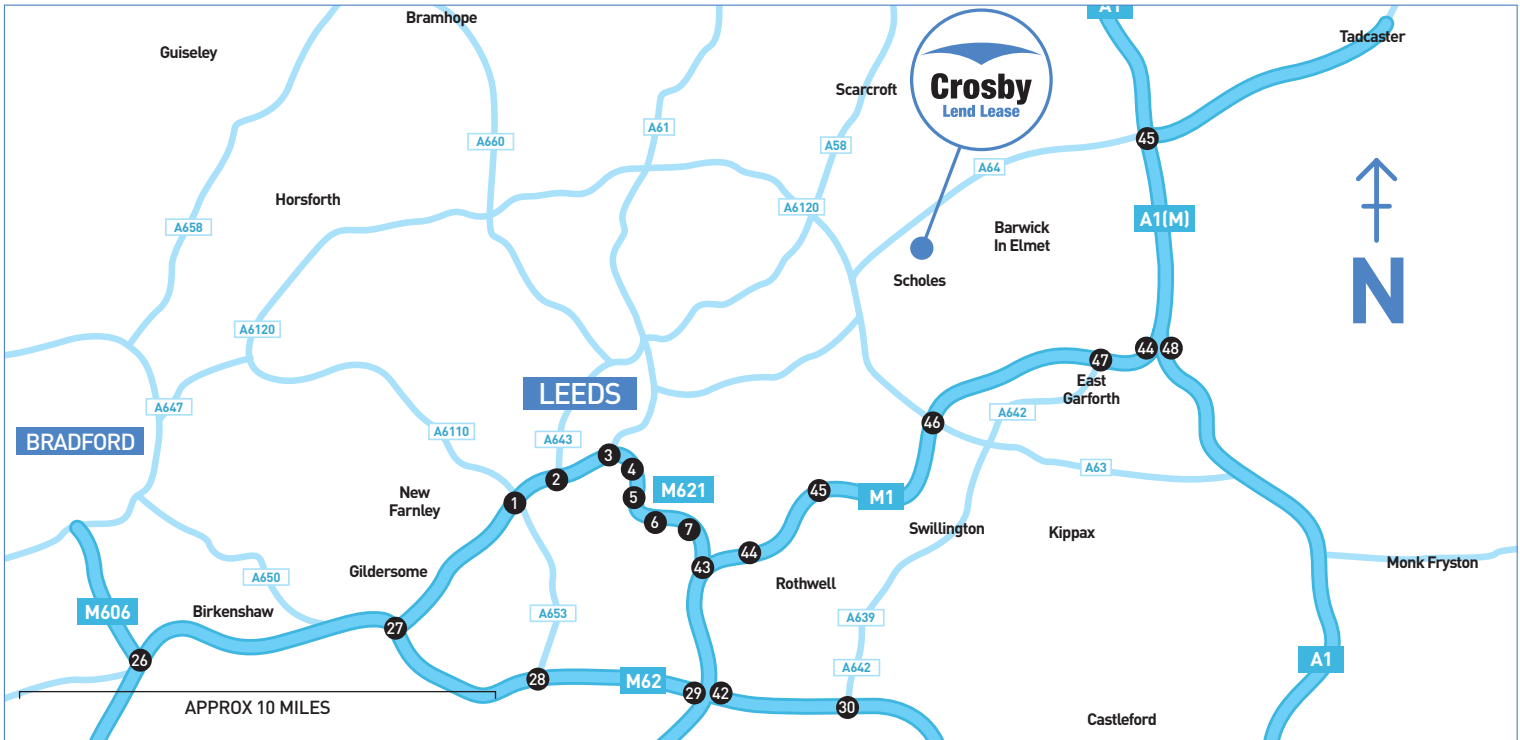 A1
Bramhope
Tadcaster
Guiseley
Crosby
Lend Lease
Scarcroft
A61
A660
A58
45
A64
Horsforth
A6120
A1(M)
A658
Barwick
In Elmet
N
Scholes
A6120
44
48
47
East
Garforth
LEEDS
A647
A642
46
BRADFORD
A6110
A643
3
4
A63
2
5
M621
45
M1
New
Farnley
1
6
7
Swillington
Kippax
44
43
Monk Fryston
Gildersome
A650
Rothwell
M606
Birkenshaw
A653
A639
27
26
A642
A1
28
M62
29
42
30
APPROX 10 MILES
Castleford